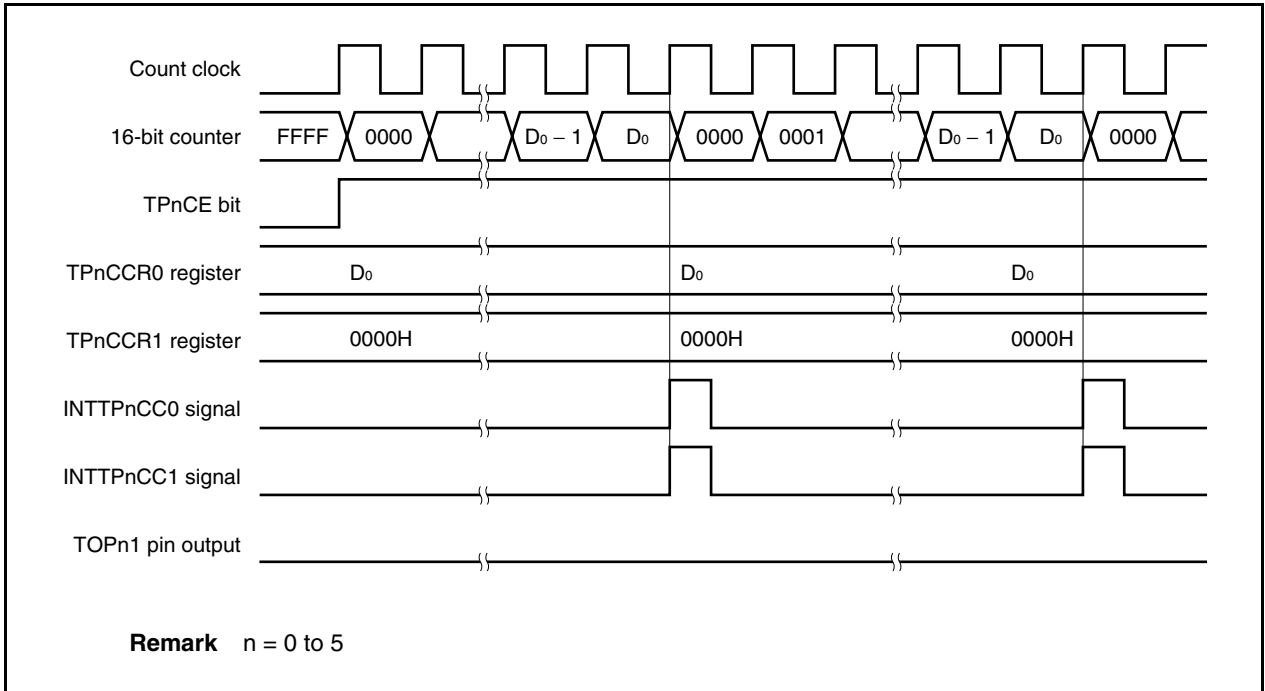 Count clock
16-bit counter FFFF 0000 D0 − 1 D0 0000 0001 D0 − 1 D0 0000
TPnCE bit
TPnCCR0 register D0 D0 D0
TPnCCR1 register 0000H 0000H 0000H
INTTPnCC0 signal
INTTPnCC1 signal
TOPn1 pin output
Remark n = 0 to 5